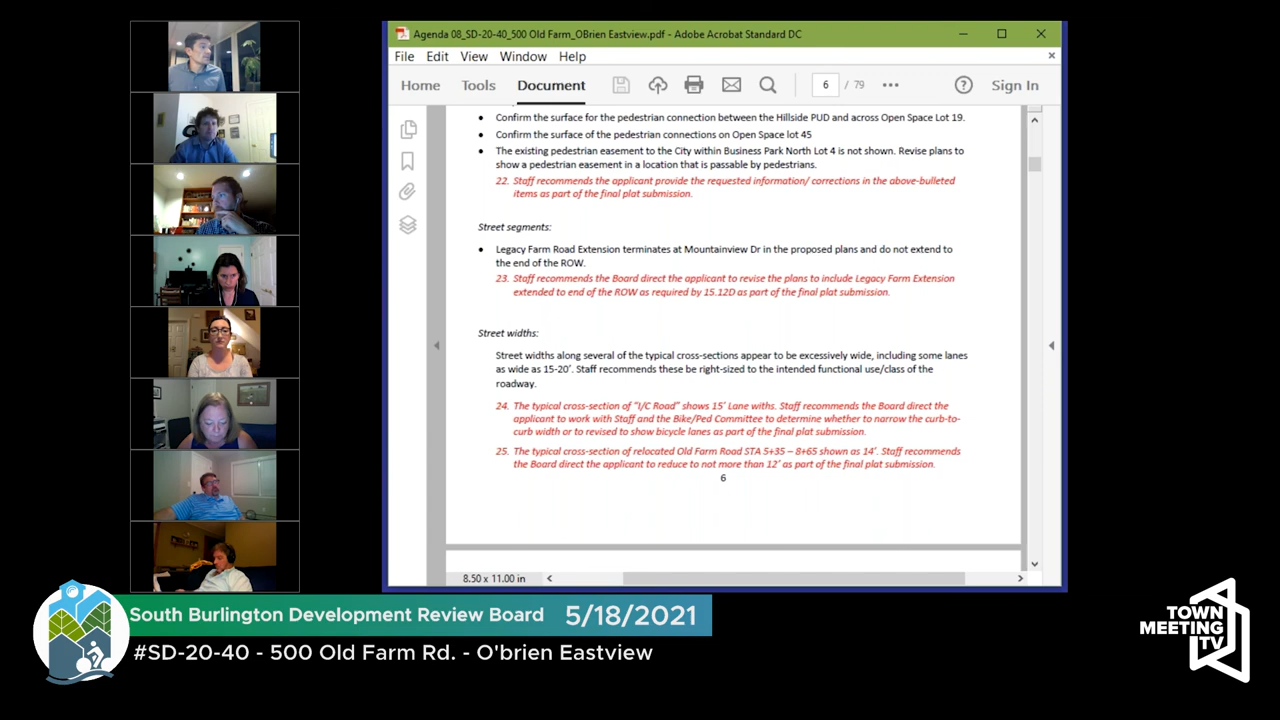 Agenda 08_SD-20-40_500 Old Farm_OBrien Eastview.pdf - Adobe Acrobat Standard DC
File Edit View Window Help
Home Tools Document 6 / 79 Sign In
• Confirm the surface for the pedestrian connection between the Hillside PUD and across Open Space Lot 19.
• Confirm the surface of the pedestrian connections on Open Space lot 45
• The existing pedestrian easement to the City within Business Park North Lot 4 is not shown. Revise plans to
show a pedestrian easement in a location that is passable by pedestrians.
22. Staff recommends the applicant provide the requested information/ corrections in the above-bulleted
items as part of the final plat submission.
Street segments:
• Legacy Farm Road Extension terminates at Mountainview Dr in the proposed plans and do not extend to
the end of the ROW.
23. Staff recommends the Board direct the applicant to revise the plans to include Legacy Farm Extension
extended to end of the ROW as required by 15.12D as part of the final plat submission.
Street widths:
Street widths along several of the typical cross-sections appear to be excessively wide, including some lanes
as wide as 15-20'. Staff recommends these be right-sized to the intended functional use/class of the
roadway.
24. The typical cross-section of "I/C Road" shows 15' Lane withs. Staff recommends the Board direct the
applicant to work with Staff and the Bike/Ped Committee to determine whether to narrow the curb-to-
curb width or to revised to show bicycle lanes as part of the final plat submission.
25. The typical cross-section of relocated Old Farm Road STA 5+35 – 8+65 shown as 14'. Staff recommends
the Board direct the applicant to reduce to not more than 12' as part of the final plat submission.
6
8.50 x 11.00 in
South Burlington Development Review Board 5/18/2021
#SD-20-40 - 500 Old Farm Rd. - O'brien Eastview
TOWN
MEETING
TV